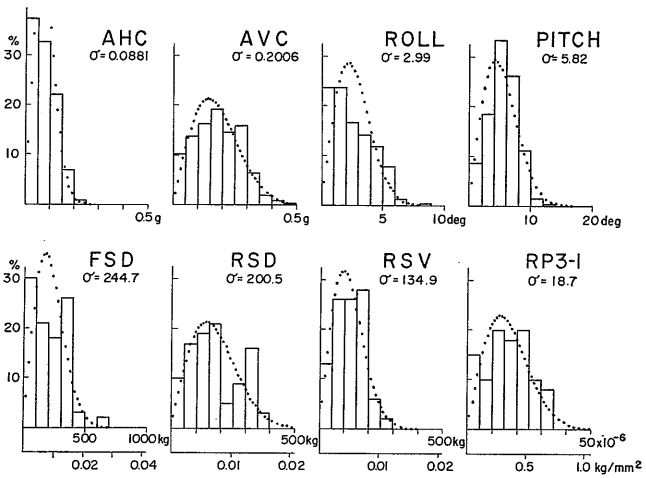 AHC AVC ROLL PITCH
% σ=0.0881 σ=0.2006 σ=2.99 σ=5.82
30
20
10
0.5g 0.5g 5 10deg 10 20deg
FSD RSD RSV RP3-1
% σ=244.7 σ=200.5 σ=134.9 σ=18.7
30
20
10
500 1000kg 500kg 500kg 50x10⁻⁶
0.02 0.04 0.01 0.02 0.01 0.02 0.5 1.0 kg/mm²